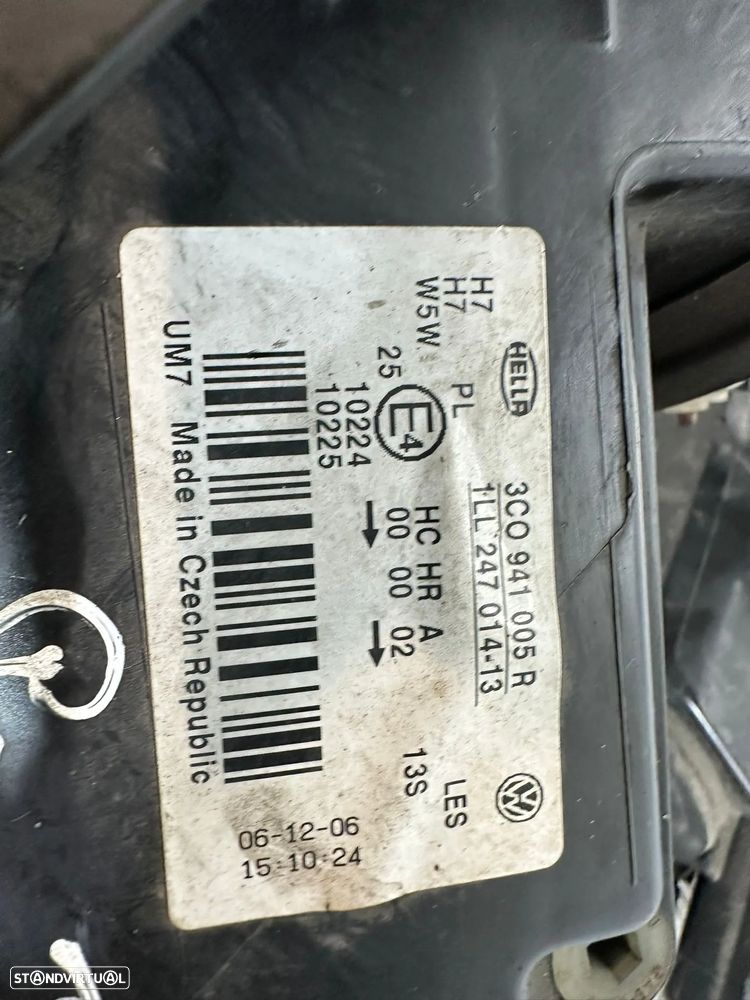 H7 HELLA 3C0 941 005 R
H7 1LL 247 014-13
W5W PL LES
25 E4 HC HR A 13S
10224 00 00 02
10225
UM7 Made in Czech Republic
06-12-06
15:10:24
STANDVIRTUAL